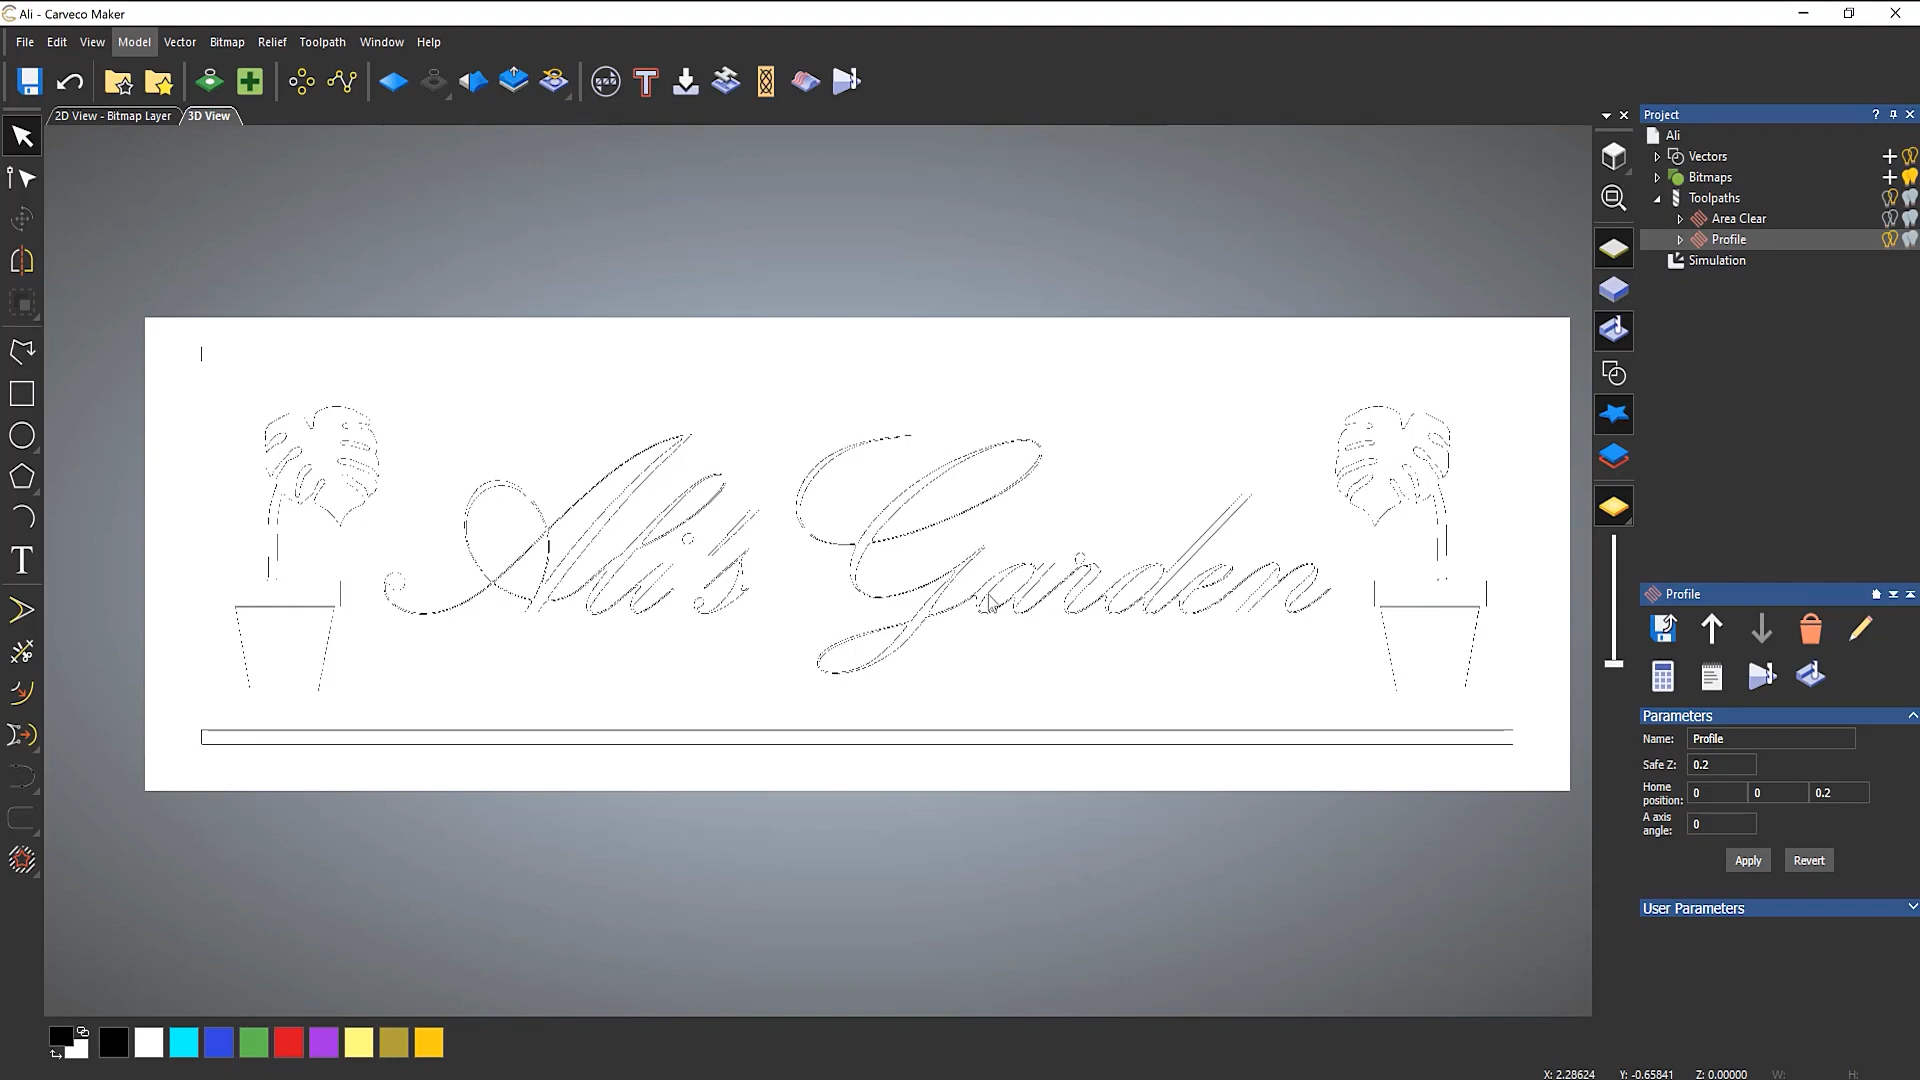 Ali - Carveco Maker
File Edit View Model Vector Bitmap Relief Toolpath Window Help
2D View - Bitmap Layer 3D View
Project
Ali
Vectors
Bitmaps
Toolpaths
Area Clear
Profile
Simulation
Ali's Garden
Profile
Parameters
Name: Profile
Safe Z: 0.2
Home position: 0 0 0.2
A axis angle: 0
Apply Revert
User Parameters
X: 2.28624 Y: -0.65841 Z: 0.00000 W: H: